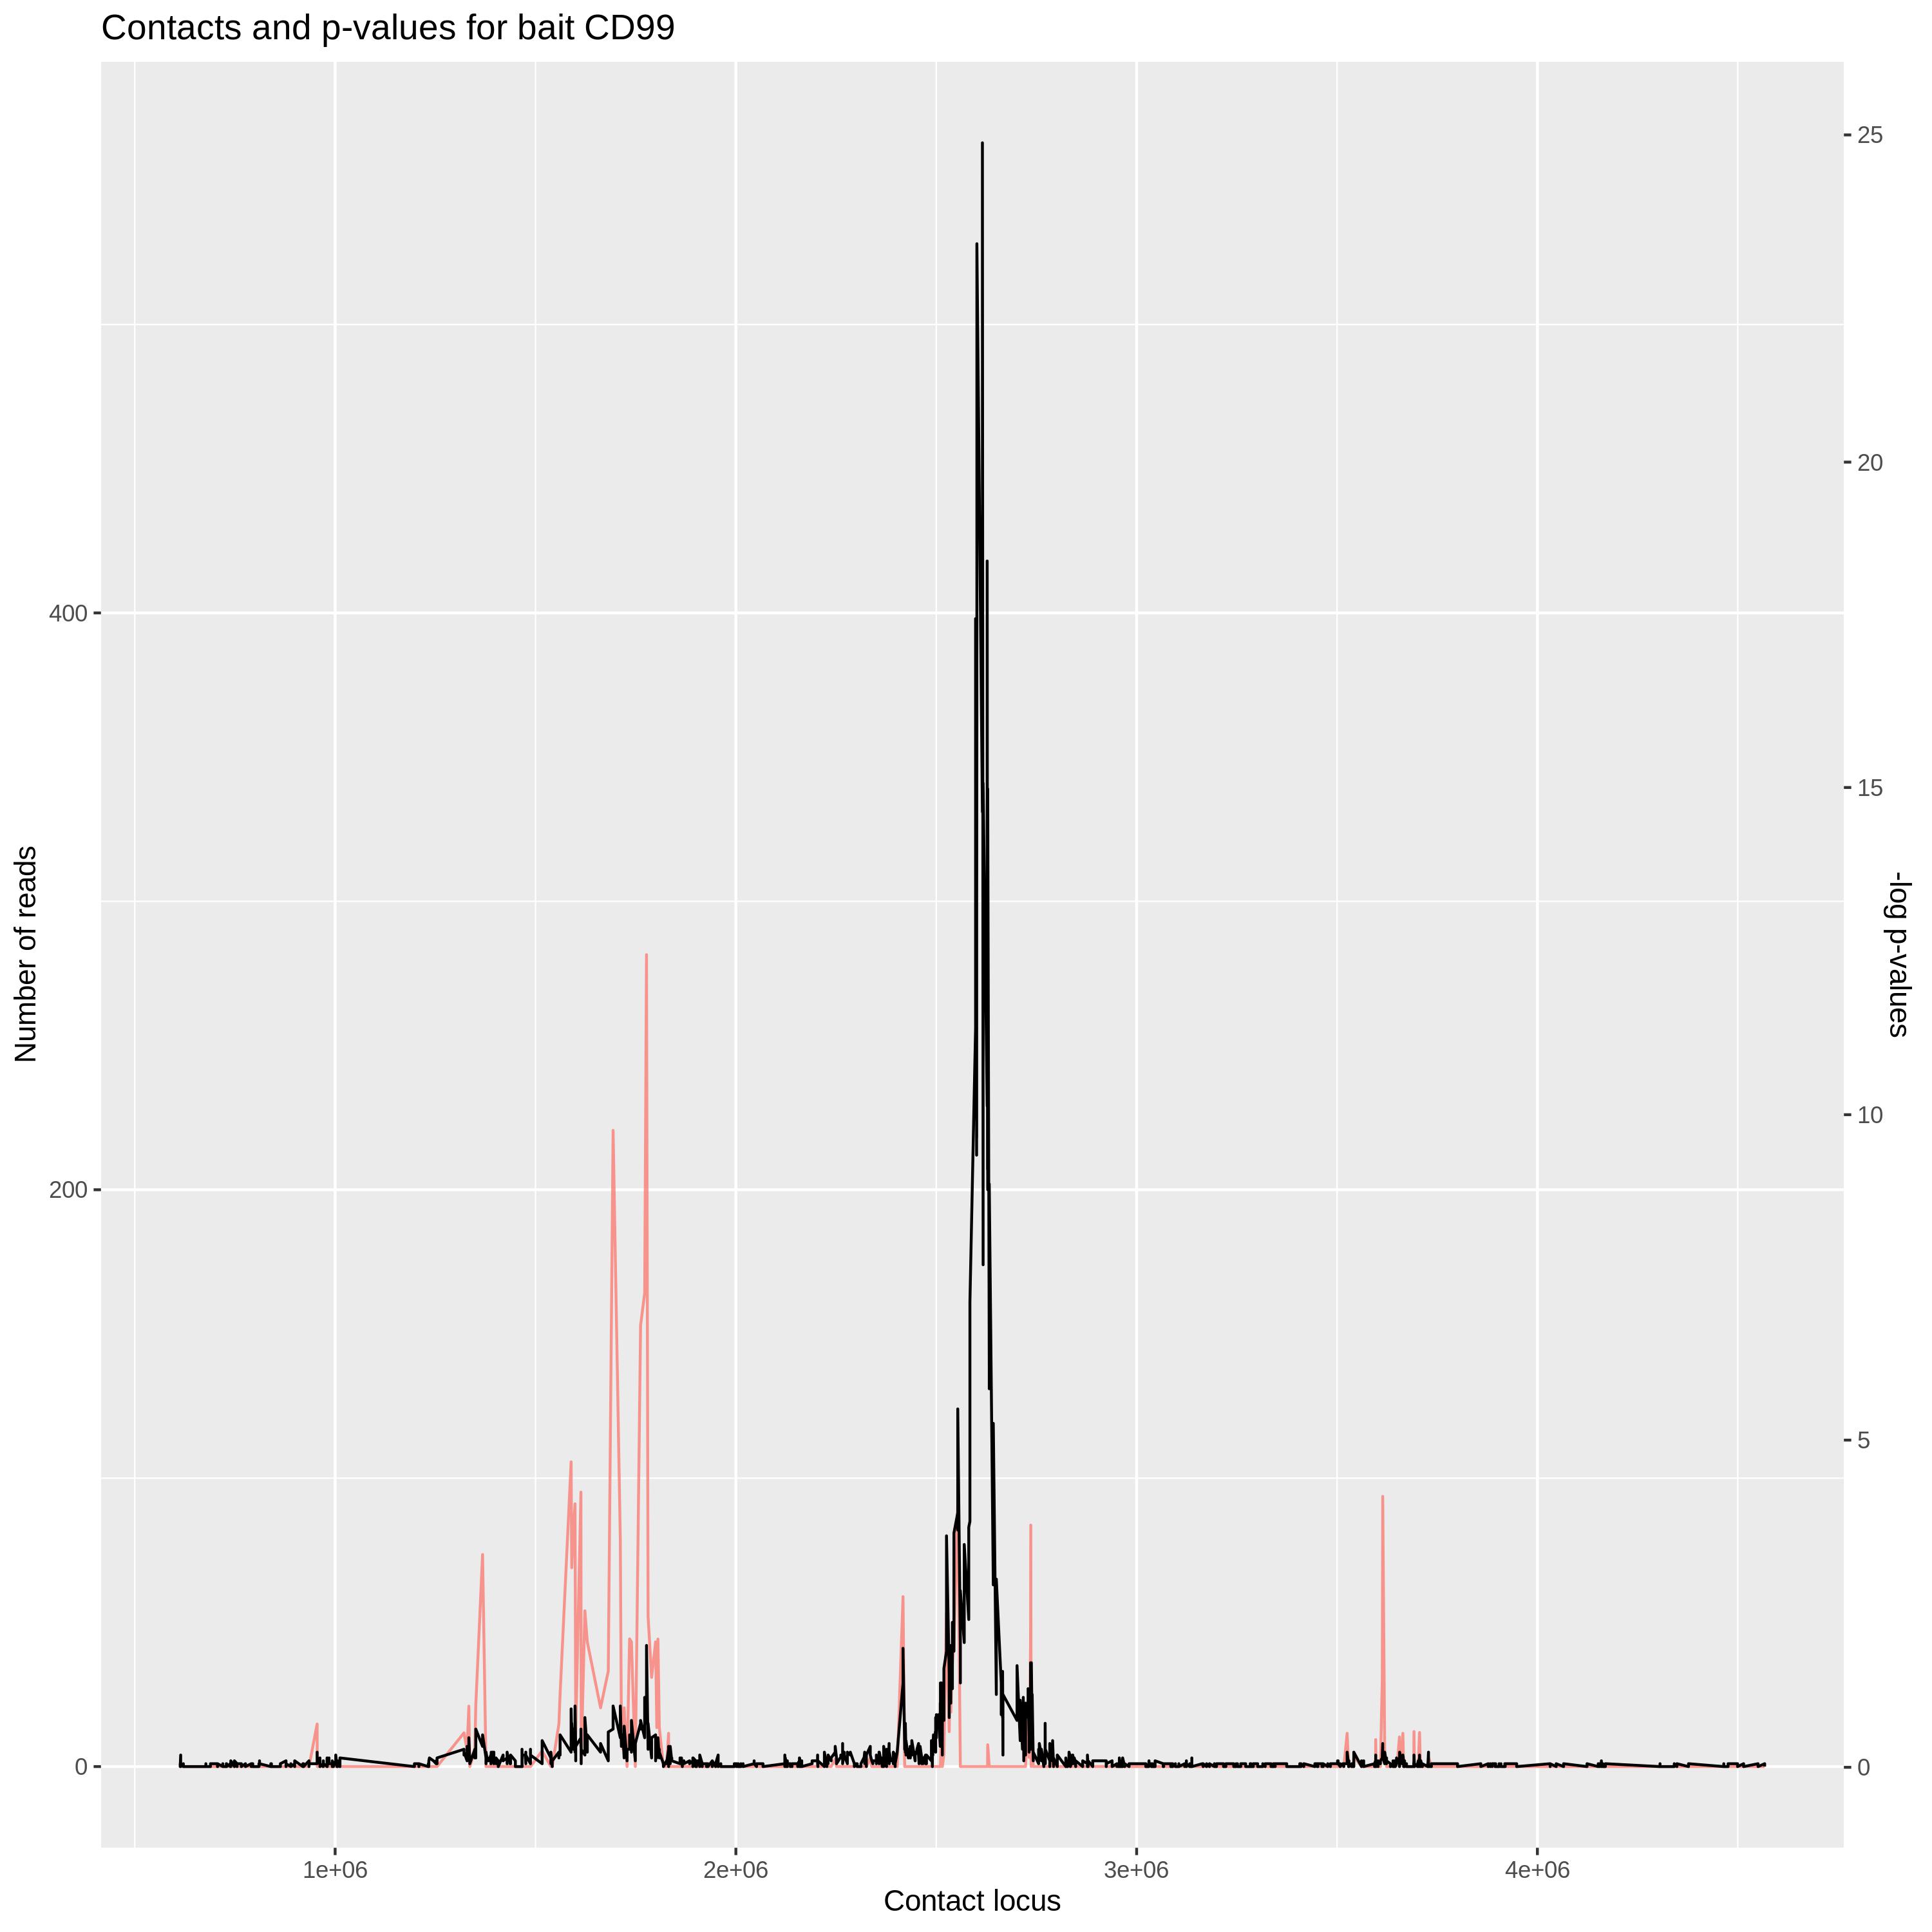 Contacts and p-values for bait CD99
25
20
400
15
Number of reads
-log p-values
10
200
5
0
0
1e+06
2e+06
3e+06
4e+06
Contact locus